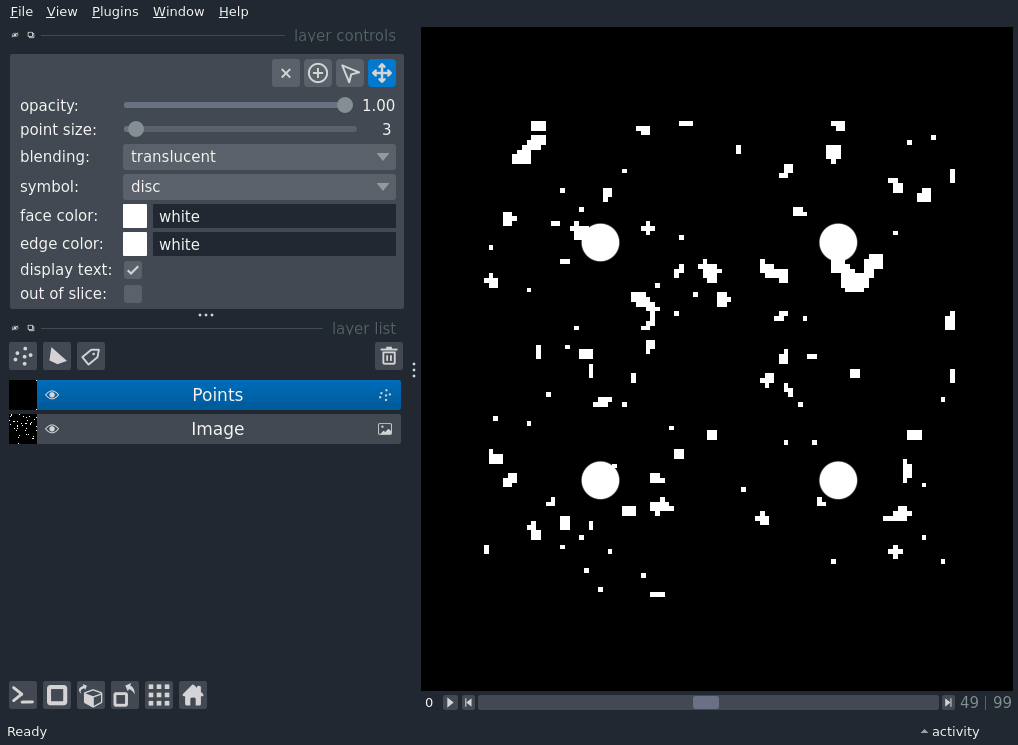 File View Plugins Window Help
layer controls
opacity: 1.00
point size: 3
blending: translucent
symbol: disc
face color: white
edge color: white
display text:
out of slice:
layer list
Points
Image
0 49 | 99
Ready activity